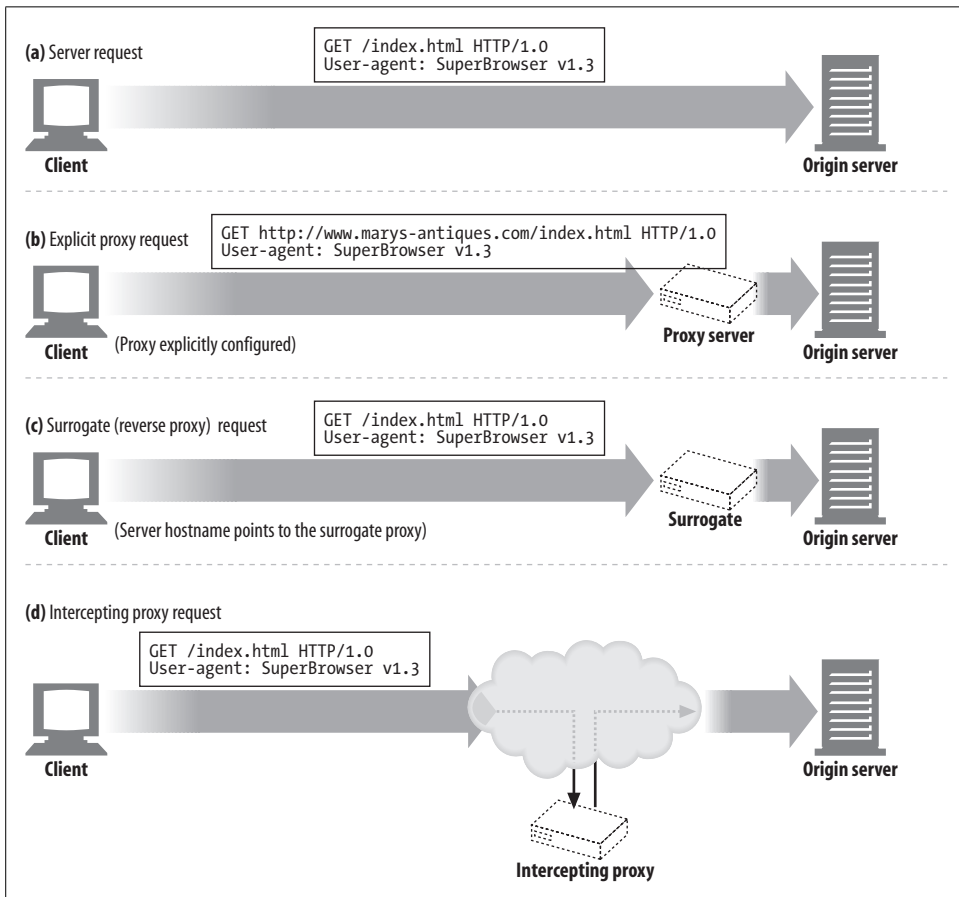 (a) Server request
GET /index.html HTTP/1.0
User-agent: SuperBrowser v1.3
Client
Origin server
(b) Explicit proxy request
GET http://www.marys-antiques.com/index.html HTTP/1.0
User-agent: SuperBrowser v1.3
Client
(Proxy explicitly configured)
Proxy server
Origin server
(c) Surrogate (reverse proxy) request
GET /index.html HTTP/1.0
User-agent: SuperBrowser v1.3
Client
(Server hostname points to the surrogate proxy)
Surrogate
Origin server
(d) Intercepting proxy request
GET /index.html HTTP/1.0
User-agent: SuperBrowser v1.3
Client
Origin server
Intercepting proxy